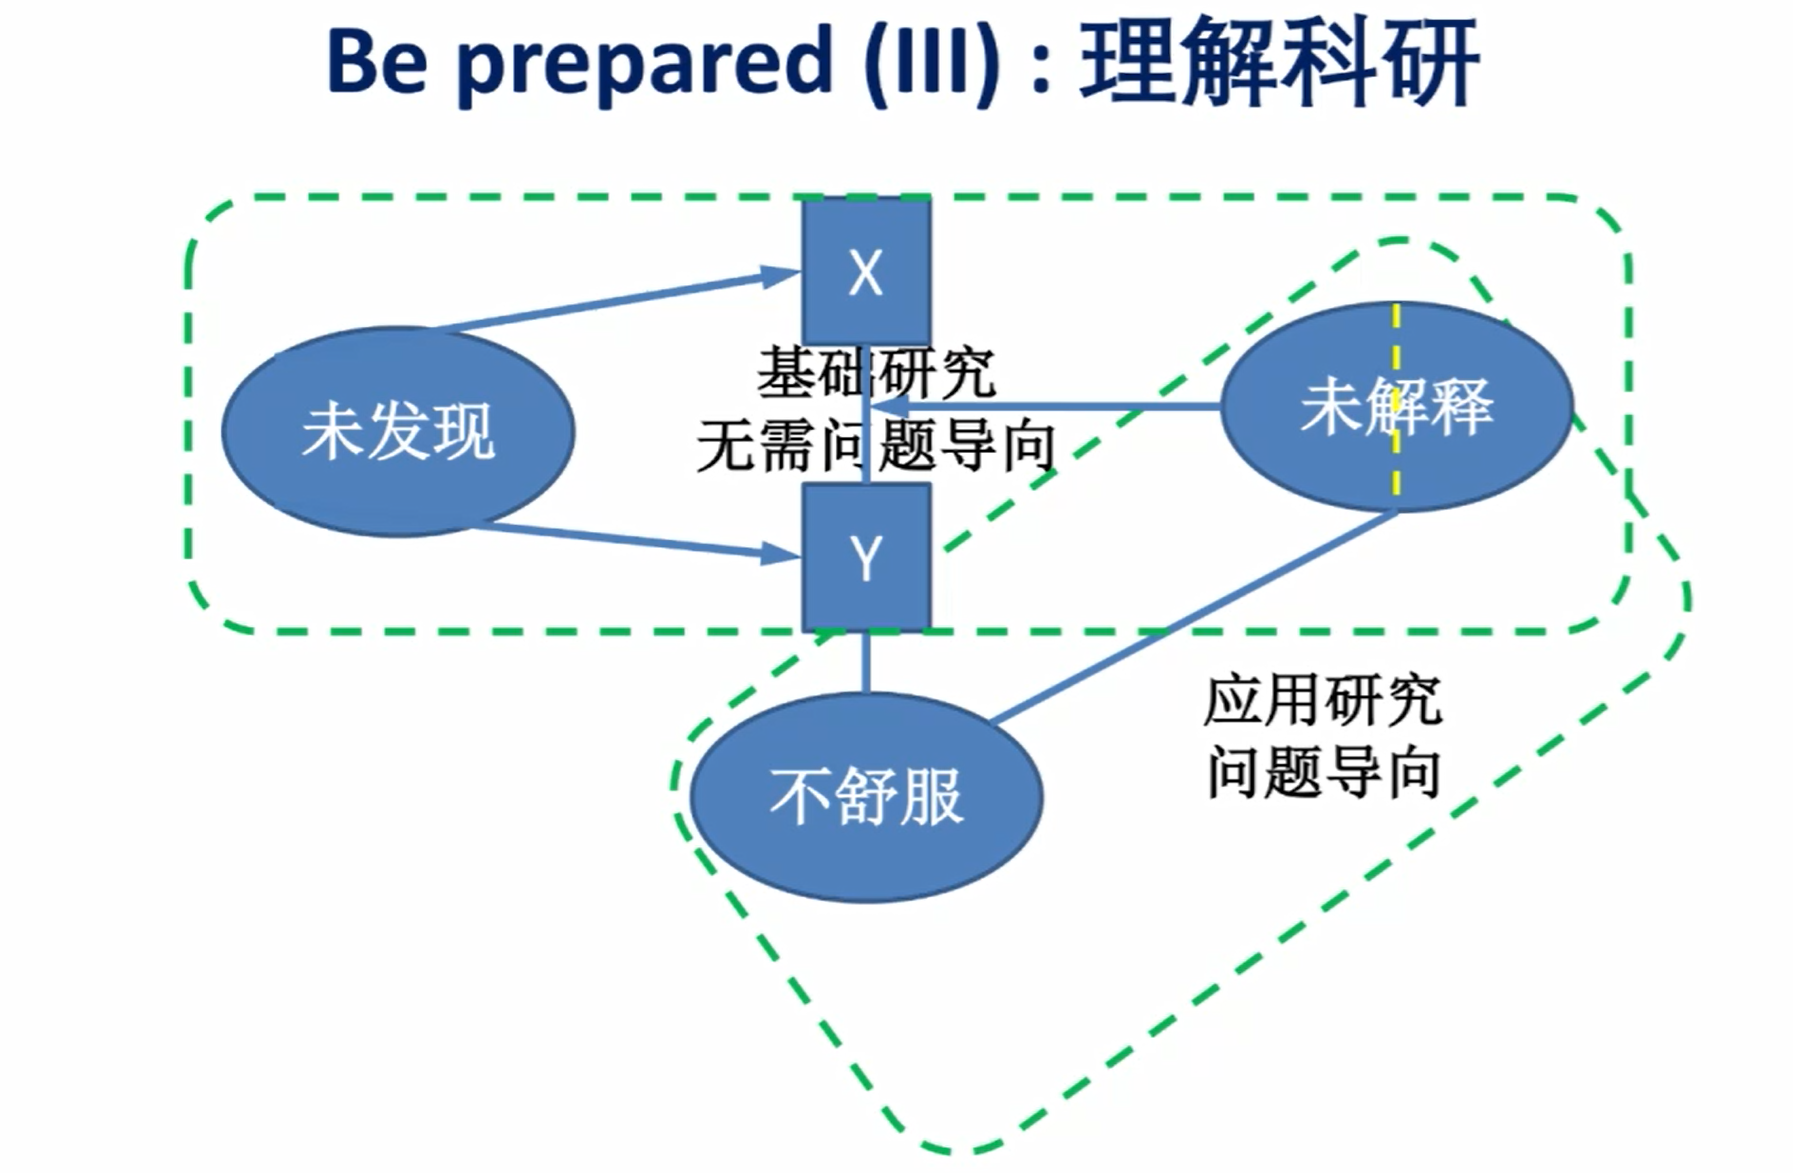 Be prepared (III) : 理解科研
X
基础研究
无需问题导向
未发现
未解释
Y
应用研究
问题导向
不舒服